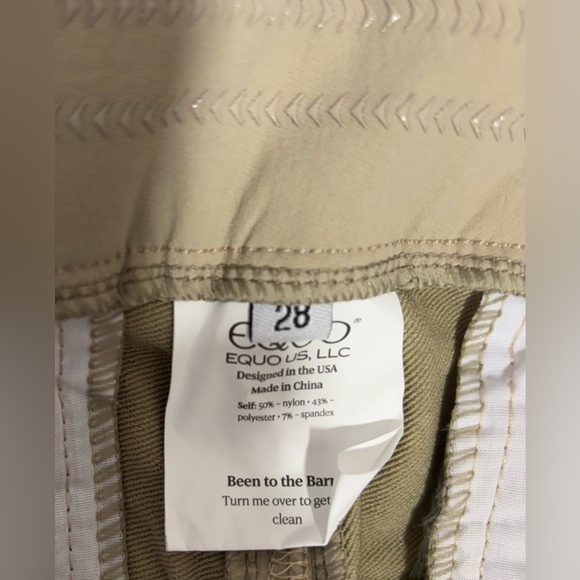 28
EQUO
®
EQUO US, LLC
Designed in the USA
Made in China
Self: 50% – nylon • 43% –
polyester • 7% – spandex
Been to the Barn
Turn me over to get
clean